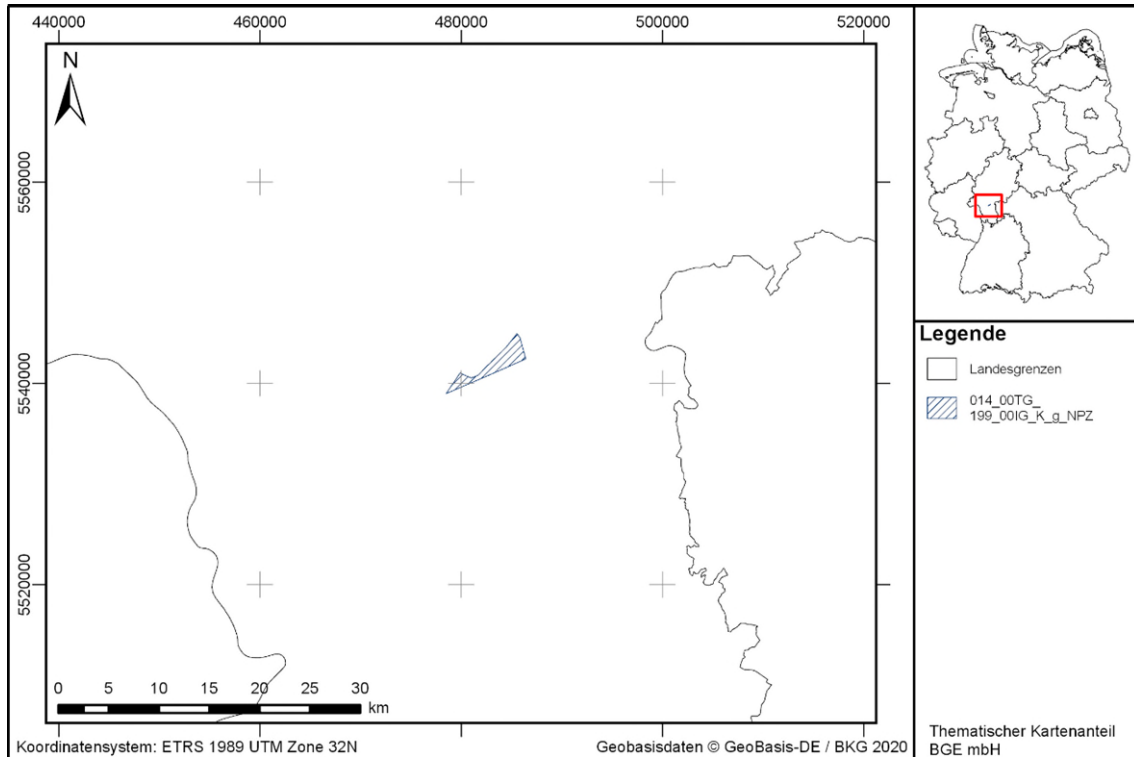 440000 460000 480000 500000 520000
N
5560000
5540000
5520000
0 5 10 15 20 25 30
km
Koordinatensystem: ETRS 1989 UTM Zone 32N
Geobasisdaten © GeoBasis-DE / BKG 2020
Legende
Landesgrenzen
014_00TG_
199_00IG_K_g_NPZ
Thematischer Kartenanteil
BGE mbH